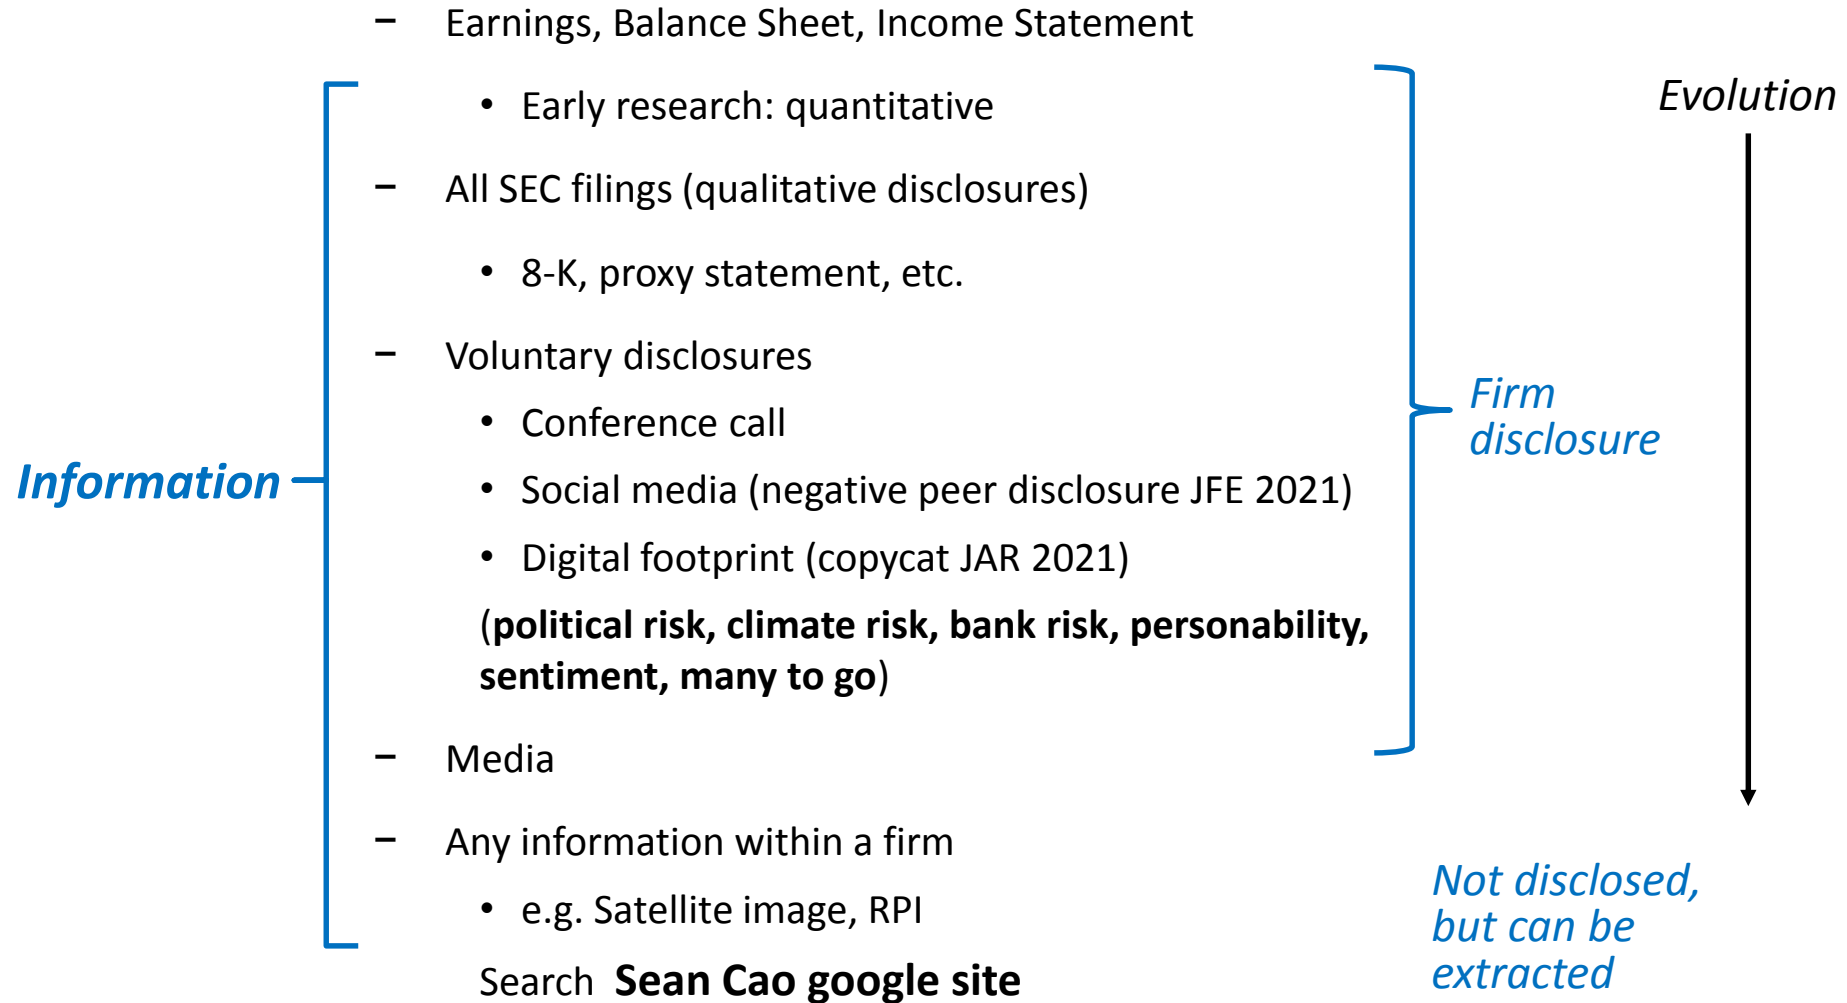 – Earnings, Balance Sheet, Income Statement
• Early research: quantitative
– All SEC filings (qualitative disclosures)
• 8-K, proxy statement, etc.
– Voluntary disclosures
• Conference call
• Social media (negative peer disclosure JFE 2021)
• Digital footprint (copycat JAR 2021)
(political risk, climate risk, bank risk, personability,
sentiment, many to go)
– Media
– Any information within a firm
• e.g. Satellite image, RPI
Search Sean Cao google site
Information
Firm
disclosure
Evolution
Not disclosed,
but can be
extracted